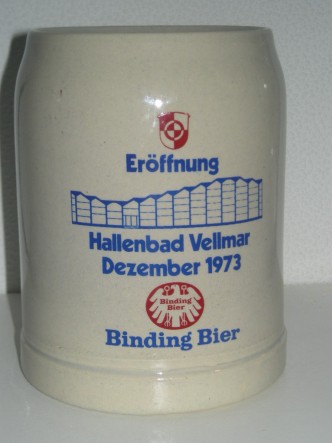 Eröffnung
Hallenbad Vellmar
Dezember 1973
Binding
Bier
Binding Bier